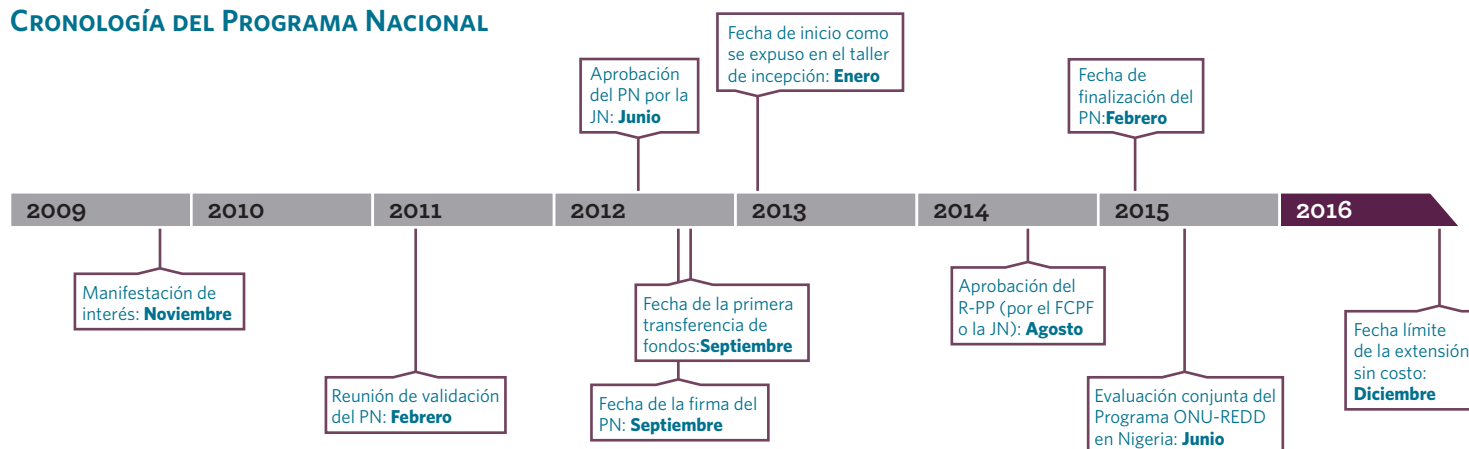 Cronología del Programa Nacional
Aprobación
del PN por la
JN: Junio
Fecha de inicio como
se expuso en el taller
de incepción: Enero
Fecha de
finalización del
PN:Febrero
2009
2010
2011
2012
2013
2014
2015
2016
Manifestación de
interés: Noviembre
Reunión de validación
del PN: Febrero
Fecha de la primera
transferencia de
fondos:Septiembre
Fecha de la firma del
PN: Septiembre
Aprobación del
R-PP (por el FCPF
o la JN): Agosto
Evaluación conjunta del
Programa ONU-REDD
en Nigeria: Junio
Fecha límite
de la extensión
sin costo:
Diciembre